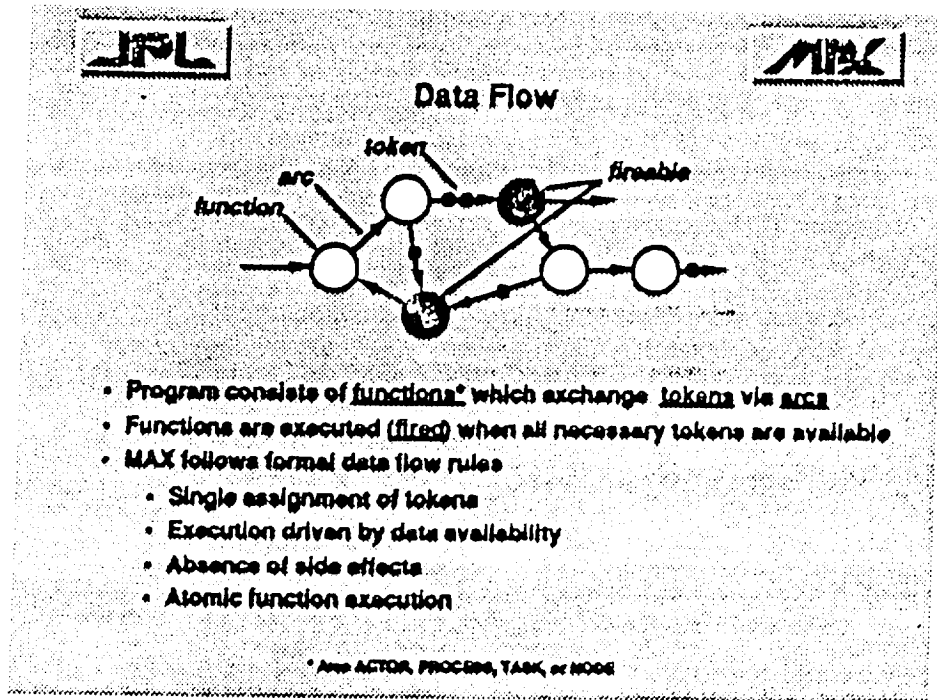 JPL
MAX
Data Flow
token
arc
fireable
function
• Program consists of functions* which exchange tokens via arcs
• Functions are executed (fired) when all necessary tokens are available
• MAX follows formal data flow rules
• Single assignment of tokens
• Execution driven by data availability
• Absence of side effects
• Atomic function execution
* ACTOR, PROCESS, TASK, or NODE